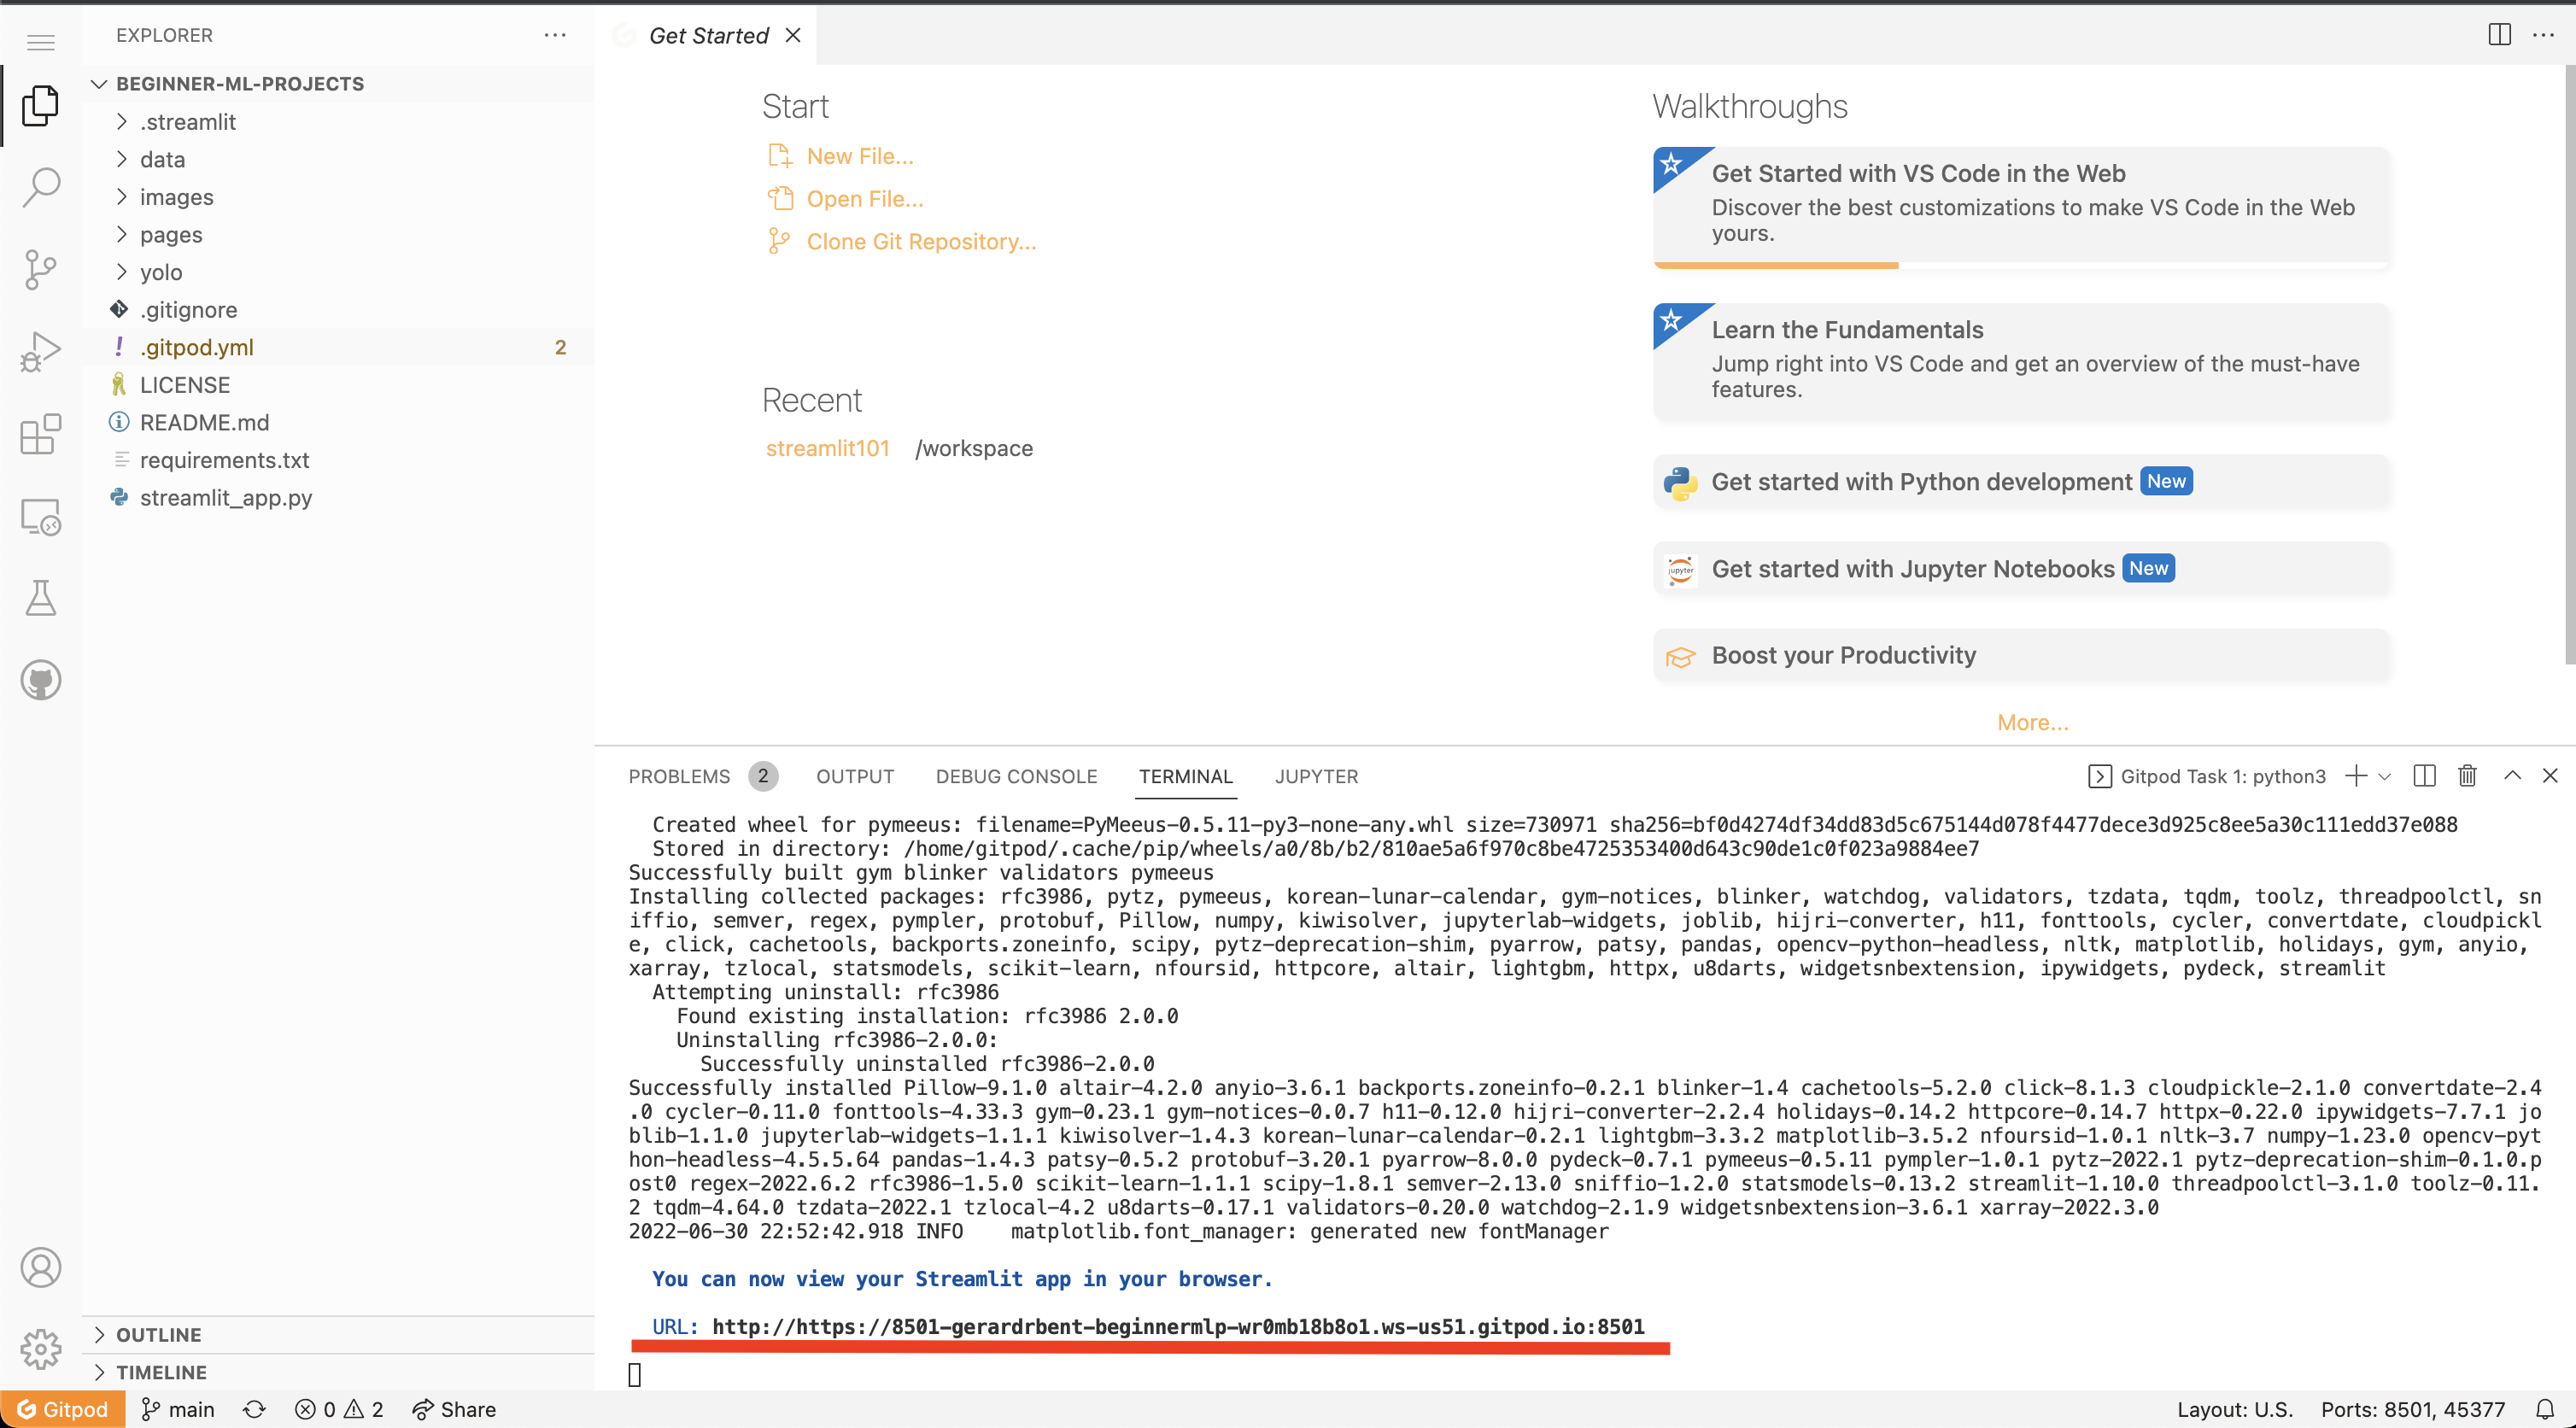 EXPLORER
BEGINNER-ML-PROJECTS
.streamlit
data
images
pages
yolo
.gitignore
.gitpod.yml 2
LICENSE
README.md
requirements.txt
streamlit_app.py
OUTLINE
TIMELINE
Get Started
Start
New File...
Open File...
Clone Git Repository...
Recent
streamlit101 /workspace
Walkthroughs
Get Started with VS Code in the Web
Discover the best customizations to make VS Code in the Web
yours.
Learn the Fundamentals
Jump right into VS Code and get an overview of the must-have
features.
Get started with Python development New
jupyter
Get started with Jupyter Notebooks New
Boost your Productivity
More...
PROBLEMS 2 OUTPUT DEBUG CONSOLE TERMINAL JUPYTER Gitpod Task 1: python3
Created wheel for pymeeus: filename=PyMeeus-0.5.11-py3-none-any.whl size=730971 sha256=bf0d4274df34dd83d5c675144d078f4477dece3d925c8ee5a30c111edd37e088
Stored in directory: /home/gitpod/.cache/pip/wheels/a0/8b/b2/810ae5a6f970c8be4725353400d643c90de1c0f023a9884ee7
Successfully built gym blinker validators pymeeus
Installing collected packages: rfc3986, pytz, pymeeus, korean-lunar-calendar, gym-notices, blinker, watchdog, validators, tzdata, tqdm, toolz, threadpoolctl, sn
iffio, semver, regex, pympler, protobuf, Pillow, numpy, kiwisolver, jupyterlab-widgets, joblib, hijri-converter, h11, fonttools, cycler, convertdate, cloudpickl
e, click, cachetools, backports.zoneinfo, scipy, pytz-deprecation-shim, pyarrow, patsy, pandas, opencv-python-headless, nltk, matplotlib, holidays, gym, anyio,
xarray, tzlocal, statsmodels, scikit-learn, nfoursid, httpcore, altair, lightgbm, httpx, u8darts, widgetsnbextension, ipywidgets, pydeck, streamlit
Attempting uninstall: rfc3986
Found existing installation: rfc3986 2.0.0
Uninstalling rfc3986-2.0.0:
Successfully uninstalled rfc3986-2.0.0
Successfully installed Pillow-9.1.0 altair-4.2.0 anyio-3.6.1 backports.zoneinfo-0.2.1 blinker-1.4 cachetools-5.2.0 click-8.1.3 cloudpickle-2.1.0 convertdate-2.4
.0 cycler-0.11.0 fonttools-4.33.3 gym-0.23.1 gym-notices-0.0.7 h11-0.12.0 hijri-converter-2.2.4 holidays-0.14.2 httpcore-0.14.7 httpx-0.22.0 ipywidgets-7.7.1 jo
blib-1.1.0 jupyterlab-widgets-1.1.1 kiwisolver-1.4.3 korean-lunar-calendar-0.2.1 lightgbm-3.3.2 matplotlib-3.5.2 nfoursid-1.0.1 nltk-3.7 numpy-1.23.0 opencv-pyt
hon-headless-4.5.5.64 pandas-1.4.3 patsy-0.5.2 protobuf-3.20.1 pyarrow-8.0.0 pydeck-0.7.1 pymeeus-0.5.11 pympler-1.0.1 pytz-2022.1 pytz-deprecation-shim-0.1.0.p
ost0 regex-2022.6.2 rfc3986-1.5.0 scikit-learn-1.1.1 scipy-1.8.1 semver-2.13.0 sniffio-1.2.0 statsmodels-0.13.2 streamlit-1.10.0 threadpoolctl-3.1.0 toolz-0.11.
2 tqdm-4.64.0 tzdata-2022.1 tzlocal-4.2 u8darts-0.17.1 validators-0.20.0 watchdog-2.1.9 widgetsnbextension-3.6.1 xarray-2022.3.0
2022-06-30 22:52:42.918 INFO    matplotlib.font_manager: generated new fontManager
You can now view your Streamlit app in your browser.
URL: http://https://8501-gerardrbent-beginnermlp-wr0mb18b8o1.ws-us51.gitpod.io:8501
Gitpod main 0 2 Share Layout: U.S. Ports: 8501, 45377